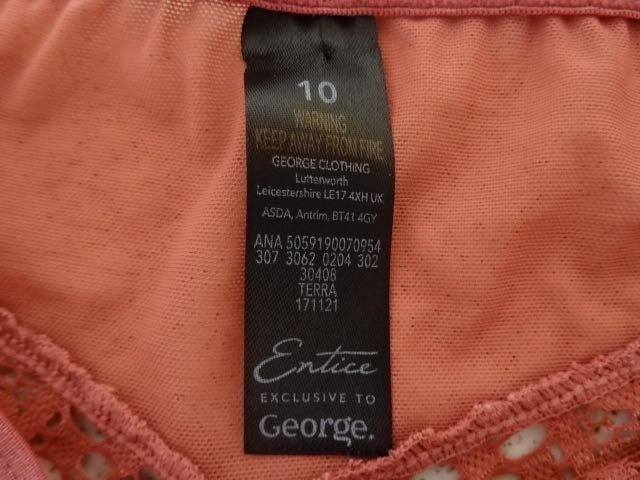 10
WARNING
KEEP AWAY FROM FIRE
GEORGE CLOTHING
Lutterworth
Leicestershire LE17 4XH UK
ASDA, Antrim, BT41 4GY
ANA 5059190070954
307 3062 0204 302
30408
TERRA
171121
Entice
EXCLUSIVE TO
George.